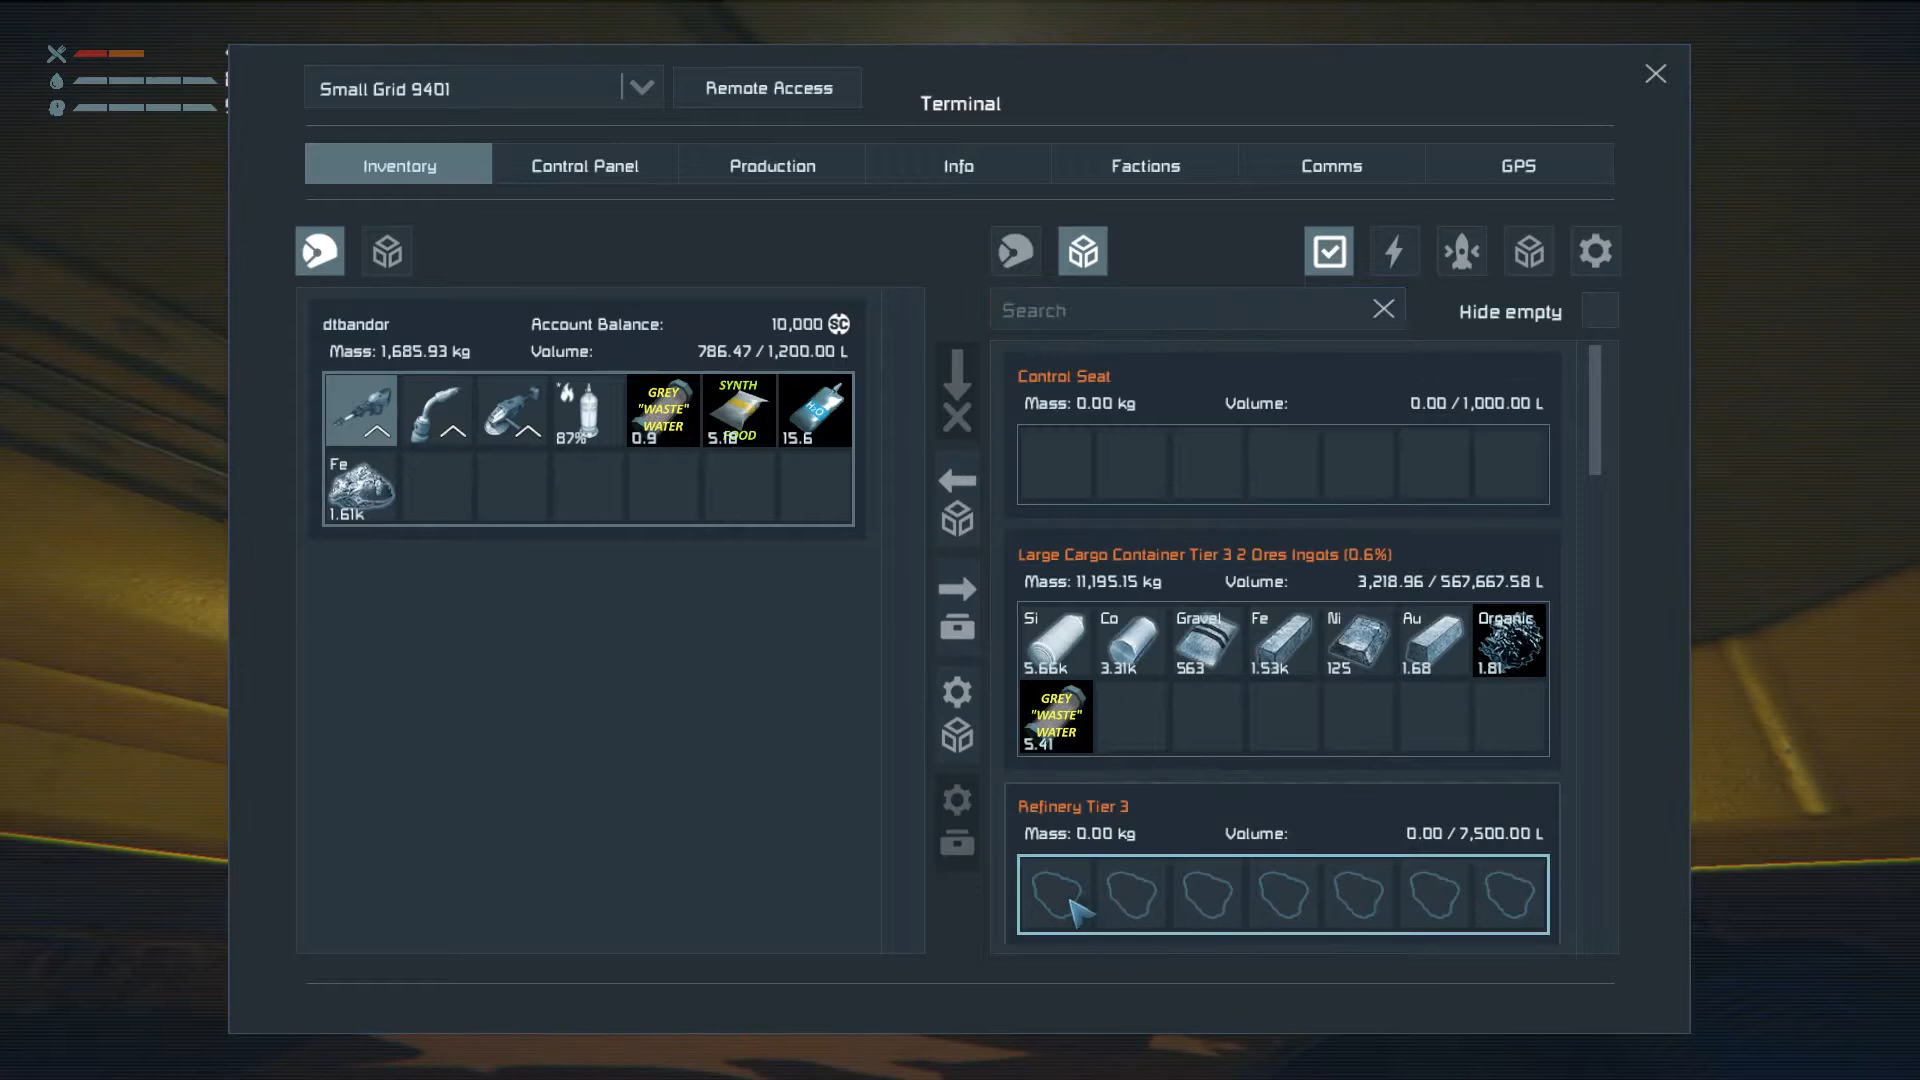 Small Grid 9401
Remote Access
Terminal
Inventory
Control Panel
Production
Info
Factions
Comms
GPS
Search
Hide empty
dtbandor
Account Balance:
10,000 SC
Mass: 1,685.93 kg
Volume:
786.47 / 1,200.00 L
87%
GREY
"WASTE"
WATER
0.9
SYNTH
FOOD
5.18
H2O
15.6
Fe
1.61k
Control Seat
Mass: 0.00 kg
Volume:
0.00 / 1,000.00 L
Large Cargo Container Tier 3 2 Ores Ingots (0.6%)
Mass: 11,195.15 kg
Volume:
3,218.96 / 567,667.58 L
Si
5.66k
Co
3.31k
Gravel
563
Fe
1.53k
Ni
125
Au
1.68
Organic
1.81
GREY
"WASTE"
WATER
5.41
Refinery Tier 3
Mass: 0.00 kg
Volume:
0.00 / 7,500.00 L